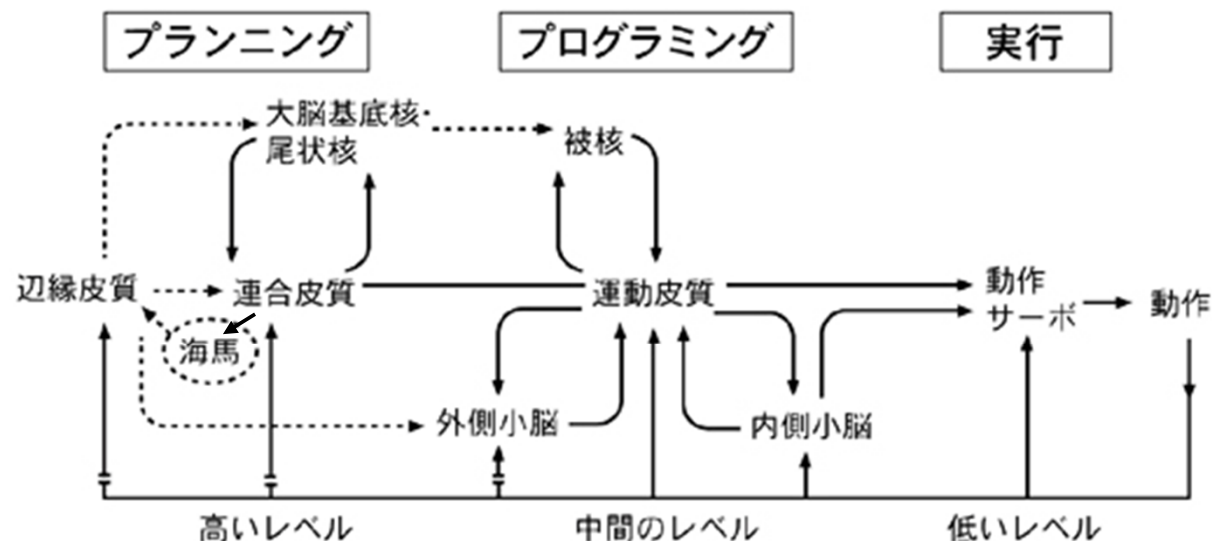 プランニング
プログラミング
実行
大脳基底核・
尾状核
被核
辺縁皮質
連合皮質
運動皮質
動作
サーボ
動作
海馬
外側小脳
内側小脳
高いレベル
中間のレベル
低いレベル